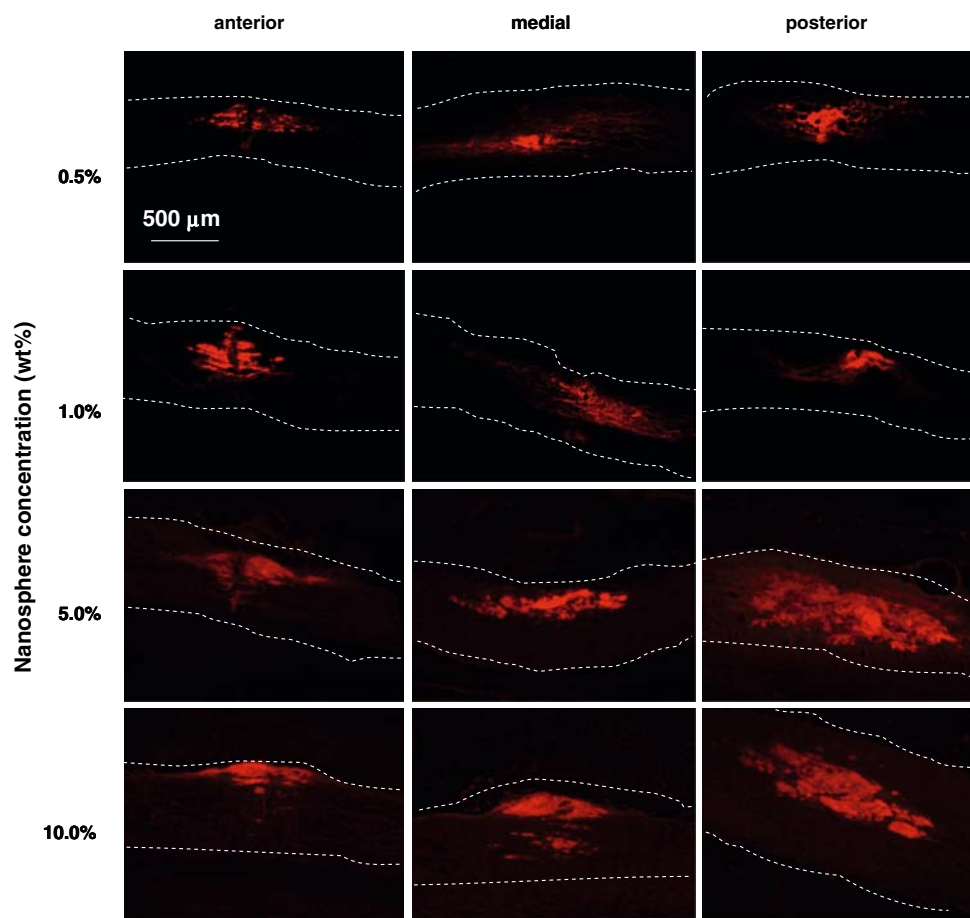 anterior medial posterior
Nanosphere concentration (wt%)
0.5%
500 µm
1.0%
5.0%
10.0%